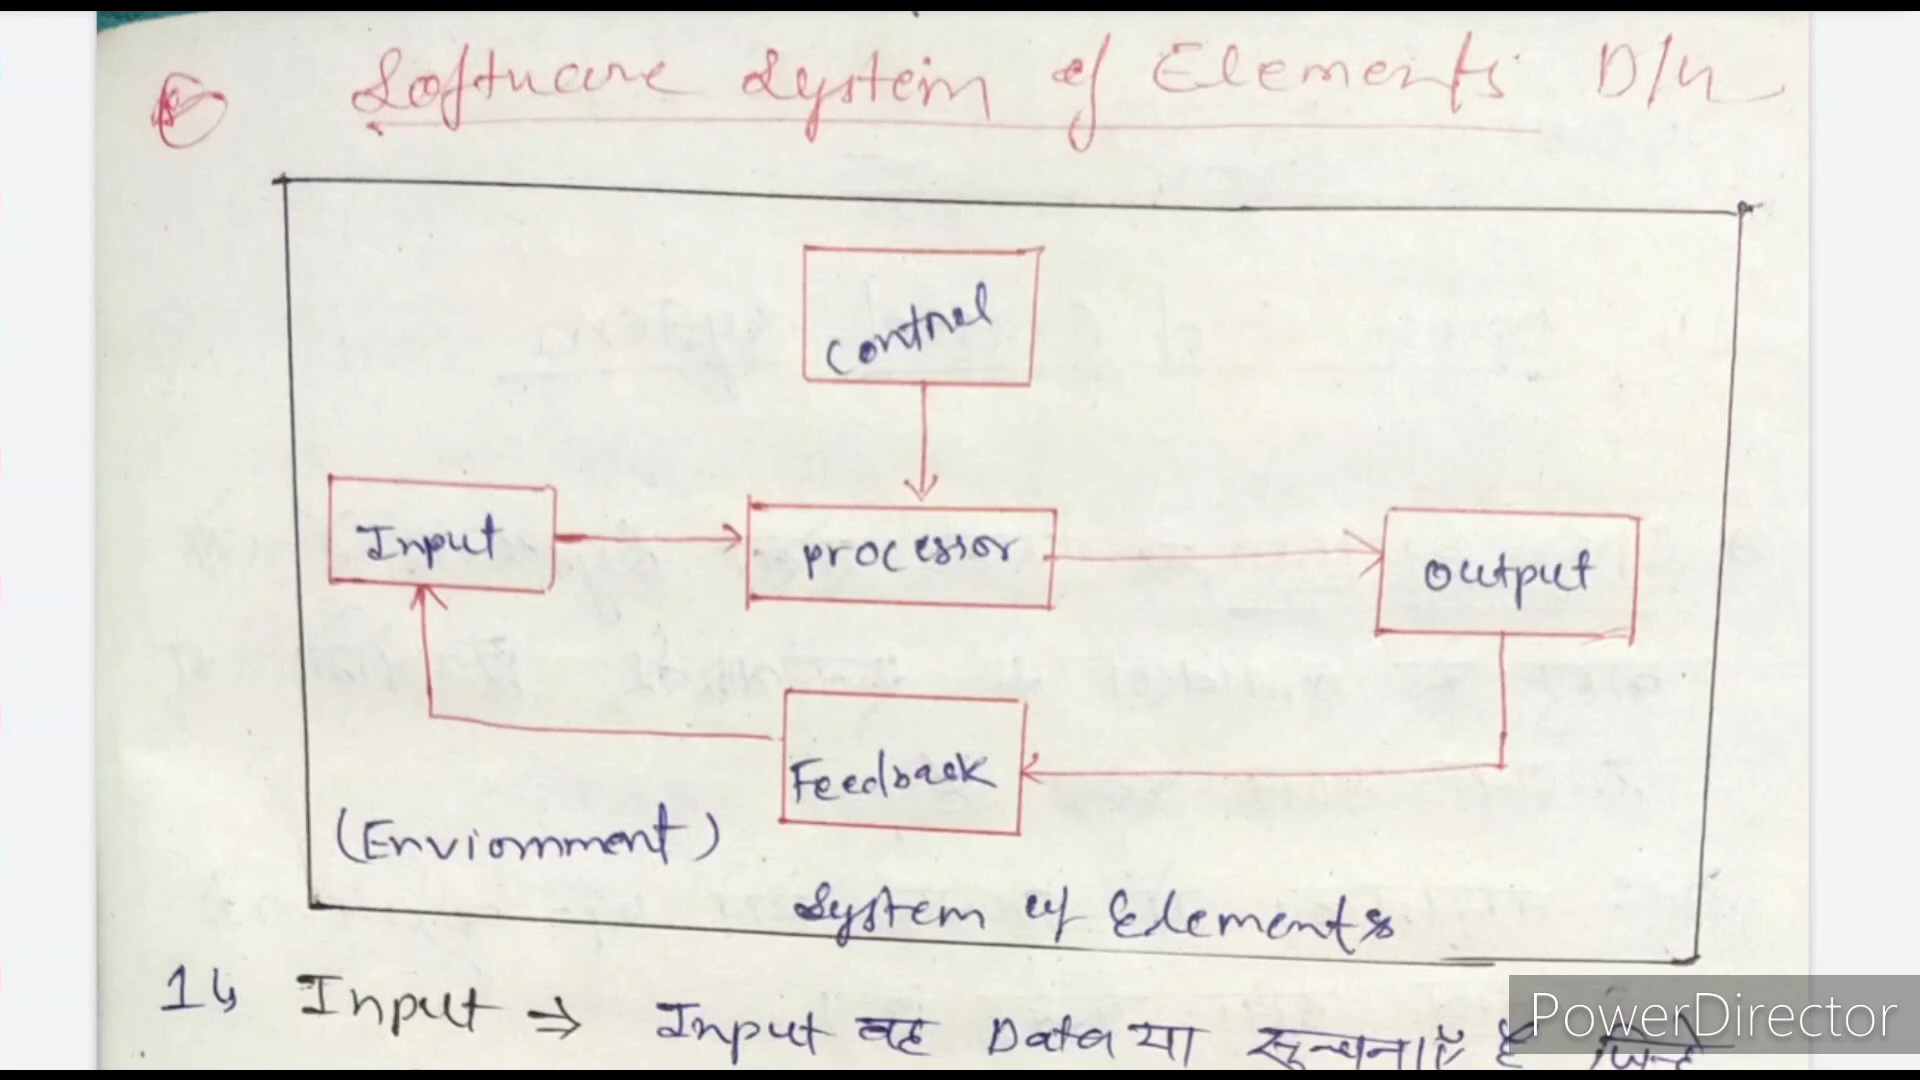 Software System of Elements D/ய
Control
Input
processor
output
Feedback
(Enviornment)
System of Elements
1↳ Input ⇒ Input वह Data या सूचनाएँ है जिन्हे
PowerDirector